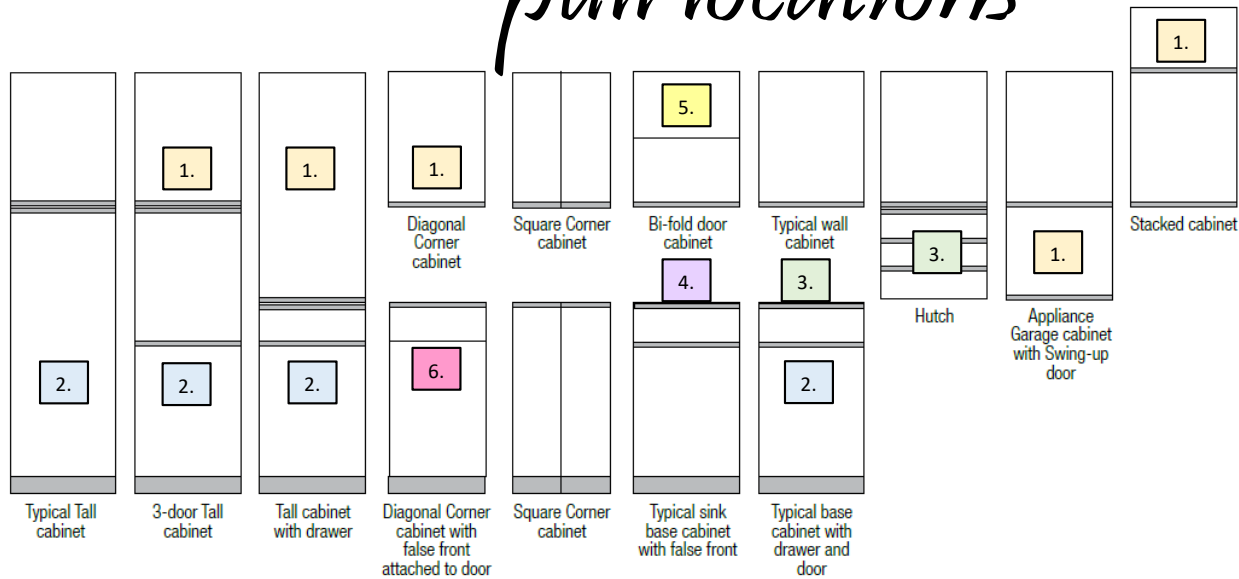 pull locations
1.
5.
1.
1.
1.
Diagonal
Corner
cabinet
Square Corner
cabinet
Bi-fold door
cabinet
Typical wall
cabinet
Stacked cabinet
3.
1.
4.
3.
Hutch
Appliance
Garage cabinet
with Swing-up
door
2.
2.
2.
6.
2.
Typical Tall
cabinet
3-door Tall
cabinet
Tall cabinet
with drawer
Diagonal Corner
cabinet with
false front
attached to door
Square Corner
cabinet
Typical sink
base cabinet
with false front
Typical base
cabinet with
drawer and
door